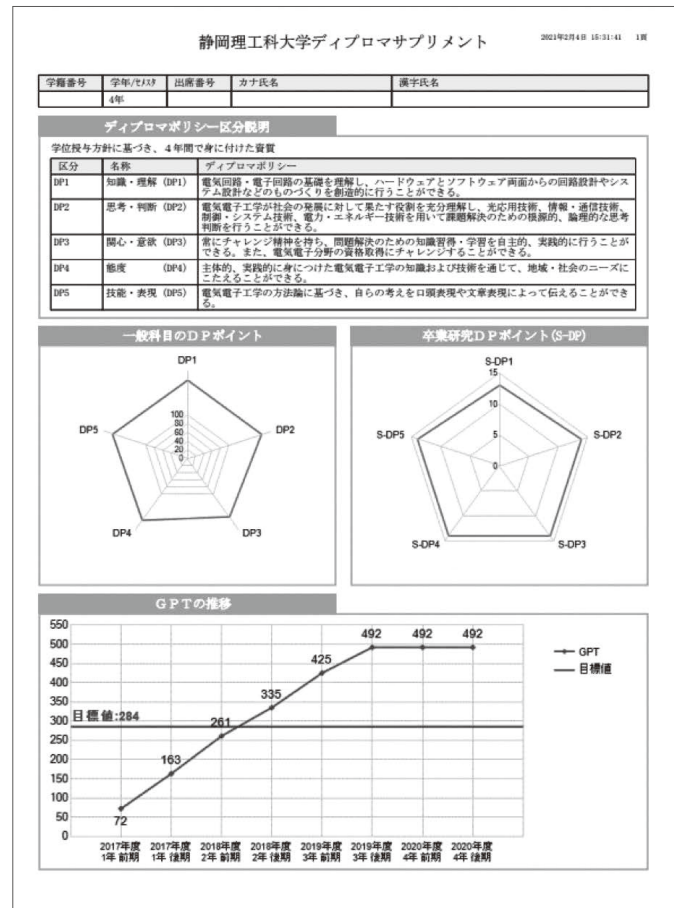 静岡理工科大学ディプロマサプリメント
2021年2月4日 15:31:41 1頁
学籍番号 学年/ｾﾒｽﾀ 出席番号 カナ氏名 漢字氏名
4年
ディプロマポリシー区分説明
学位授与方針に基づき、4年間で身に付けた資質
区分 名称 ディプロマポリシー
DP1 知識・理解 (DP1) 電気回路・電子回路の基礎を理解し、ハードウェアとソフトウェア両面からの回路設計やシス
テム設計などのものづくりを創造的に行うことができる。
DP2 思考・判断 (DP2) 電気電子工学が社会の発展に対して果たす役割を充分理解し、光応用技術、情報・通信技術、
制御・システム技術、電力・エネルギー技術を用いて課題解決のための根源的、論理的な思考
判断を行うことができる。
DP3 関心・意欲 (DP3) 常にチャレンジ精神を持ち、問題解決のための知識習得・学習を自主的、実践的に行うことが
できる。また、電気電子分野の資格取得にチャレンジすることができる。
DP4 態度 (DP4) 主体的、実践的に身につけた電気電子工学の知識および技術を通じて、地域・社会のニーズに
こたえることができる。
DP5 技能・表現 (DP5) 電気電子工学の方法論に基づき、自らの考えを口頭表現や文章表現によって伝えることができ
る。
一般科目のＤＰポイント
DP1
DP2
DP3
DP4
DP5
100
80
60
40
20
0
卒業研究ＤＰポイント(S-DP)
S-DP1
S-DP2
S-DP3
S-DP4
S-DP5
15
10
5
0
ＧＰＴの推移
550
500
450
400
350
300
250
200
150
100
50
0
目標値:284
72
163
261
335
425
492
492
492
GPT
目標値
2017年度 2017年度 2018年度 2018年度 2019年度 2019年度 2020年度 2020年度
1年 前期 1年 後期 2年 前期 2年 後期 3年 前期 3年 後期 4年 前期 4年 後期